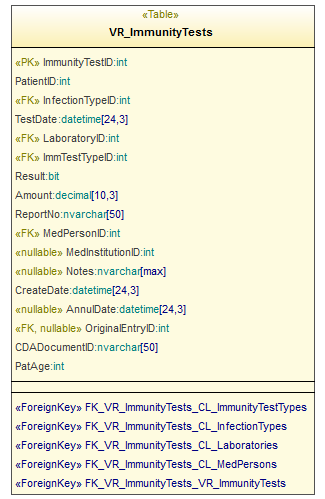 «Table»
VR_ImmunityTests
«PK» ImmunityTestID:int
PatientID:int
«FK» InfectionTypeID:int
TestDate:datetime[24,3]
«FK» LaboratoryID:int
«FK» ImmTestTypeID:int
Result:bit
Amount:decimal[10,3]
ReportNo:nvarchar[50]
«FK» MedPersonID:int
«nullable» MedInstitutionID:int
«nullable» Notes:nvarchar[max]
CreateDate:datetime[24,3]
«nullable» AnnulDate:datetime[24,3]
«FK, nullable» OriginalEntryID:int
CDADocumentID:nvarchar[50]
PatAge:int
«ForeignKey» FK_VR_ImmunityTests_CL_ImmunityTestTypes
«ForeignKey» FK_VR_ImmunityTests_CL_InfectionTypes
«ForeignKey» FK_VR_ImmunityTests_CL_Laboratories
«ForeignKey» FK_VR_ImmunityTests_CL_MedPersons
«ForeignKey» FK_VR_ImmunityTests_VR_ImmunityTests